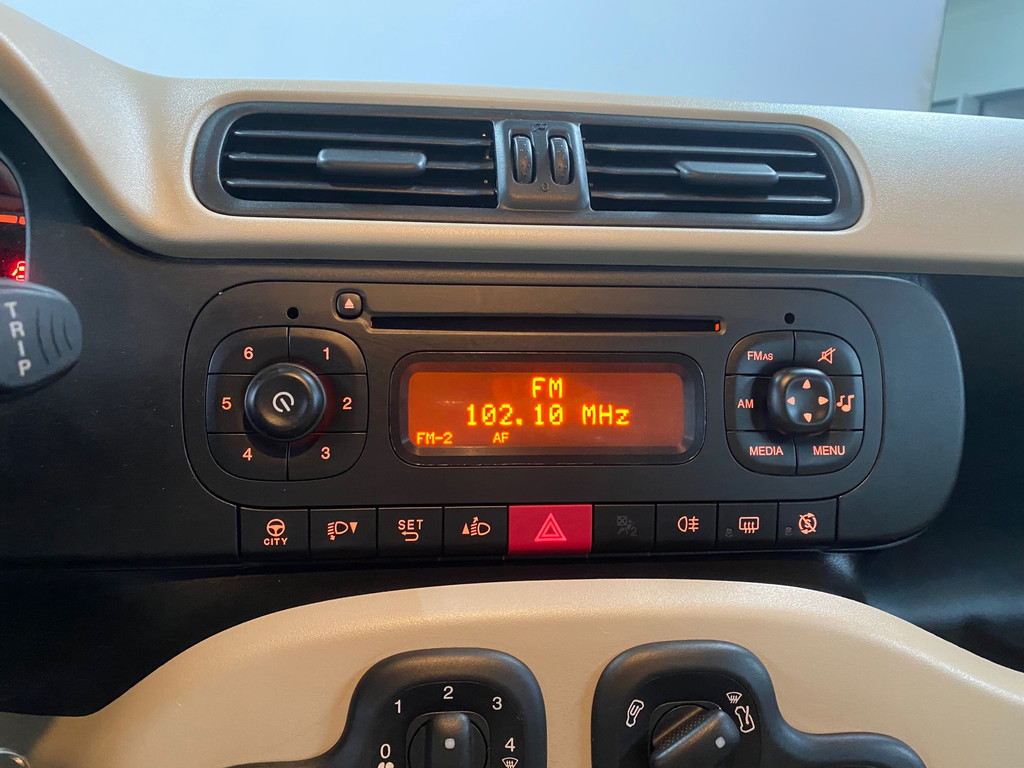 TRIP
6
1
5
2
4
3
FM
102.10 MHz
FM-2 AF
FMAS
AM
MEDIA
MENU
CITY
SET
0
1
2
3
4